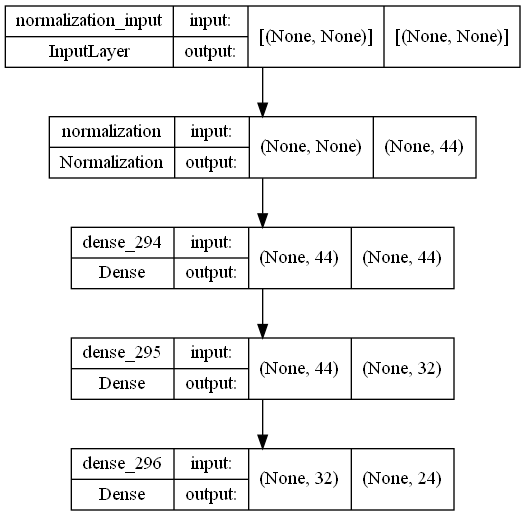 normalization_input input: [(None, None)] [(None, None)]
InputLayer output:
normalization input: (None, None) (None, 44)
Normalization output:
dense_294 input: (None, 44) (None, 44)
Dense output:
dense_295 input: (None, 44) (None, 32)
Dense output:
dense_296 input: (None, 32) (None, 24)
Dense output: